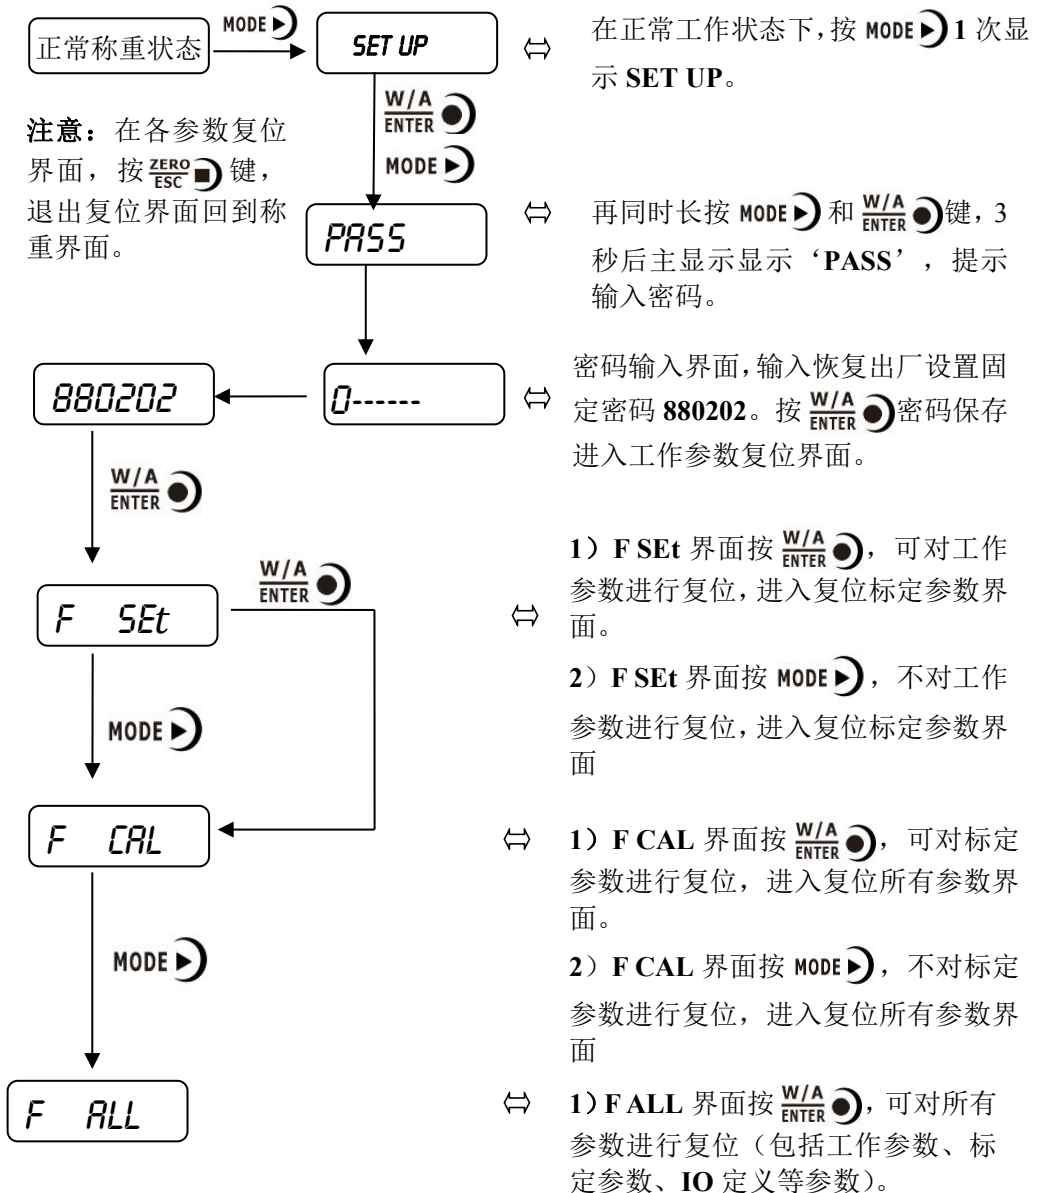 正常称重状态
MODE
SET UP
在正常工作状态下，按 MODE 1 次显
示 SET UP。
W/A
ENTER
MODE
注意：在各参数复位
界面，按 ZERO ESC 键，
退出复位界面回到称
重界面。
PASS
再同时长按 MODE 和 W/A ENTER 键，3
秒后主显示显示‘PASS’，提示
输入密码。
880202
0------
密码输入界面，输入恢复出厂设置固
定密码 880202。按 W/A ENTER 密码保存
进入工作参数复位界面。
W/A
ENTER
F SEt
W/A
ENTER
1）F SEt 界面按 W/A ENTER ，可对工作
参数进行复位，进入复位标定参数界
面。
2）F SEt 界面按 MODE ，不对工作
参数进行复位，进入复位标定参数界
面
MODE
F CAL
1）F CAL 界面按 W/A ENTER ，可对标定
参数进行复位，进入复位所有参数界
面。
2）F CAL 界面按 MODE ，不对标定
参数进行复位，进入复位所有参数界
面
MODE
F ALL
1）F ALL 界面按 W/A ENTER ，可对所有
参数进行复位（包括工作参数、标
定参数、IO 定义等参数）。